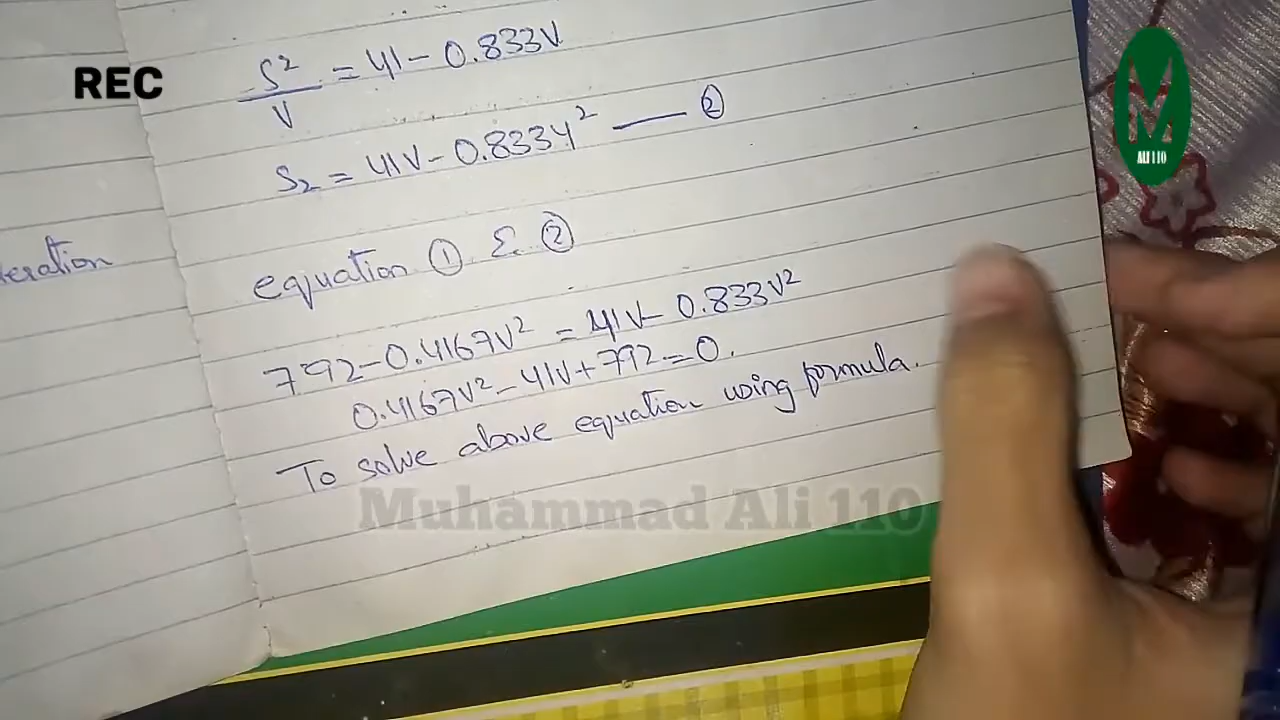 REC
M
ALI 110
S²/V = 41 - 0.833V
S₂ = 41V - 0.833V² — ②
eration
equation ① & ②
792 - 0.4167V² = 41V - 0.833V²
0.4167V² - 41V + 792 = 0.
To solve above equation using formula.
Muhammad Ali 110